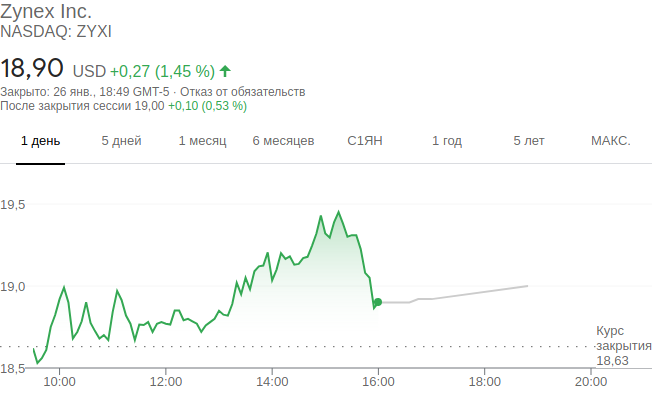 Zynex Inc.
NASDAQ: ZYXI
18,90 USD +0,27 (1,45 %)
Закрыто: 26 янв., 18:49 GMT-5 · Отказ от обязательств
После закрытия сессии 19,00 +0,10 (0,53 %)
1 день 5 дней 1 месяц 6 месяцев С1ЯН 1 год 5 лет МАКС.
19,5
19,0
Курс
закрытия
18,63
18,5
10:00 12:00 14:00 16:00 18:00 20:00